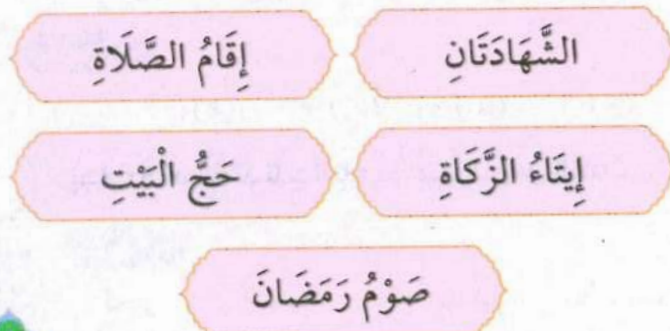 الشَّهَادَتَانِ
إِقَامُ الصَّلَاةِ
إِيتَاءُ الزَّكَاةِ
حَجُّ الْبَيْتِ
صَوْمُ رَمَضَانَ